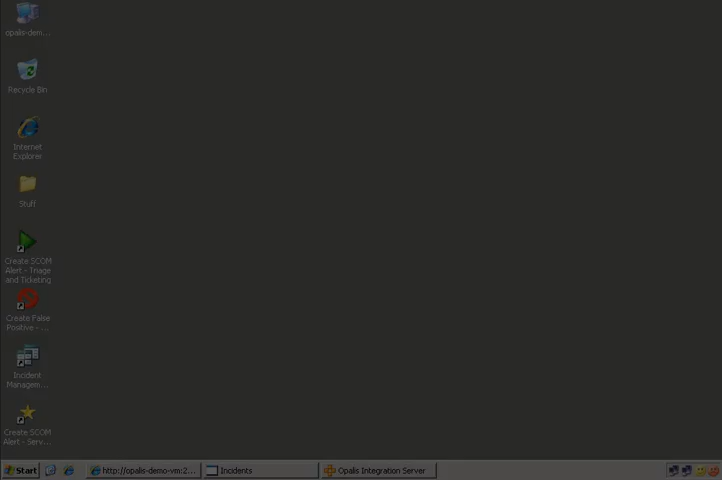 opalis-dem...
Recycle Bin
Internet
Explorer
Stuff
Create SCOM
Alert - Triage
and Ticketing
Create False
Positive - ...
Incident
Managem...
Create SCOM
Alert - Serv...
Start
http://opalis-demo-vm:2...
Incidents
Opalis Integration Server